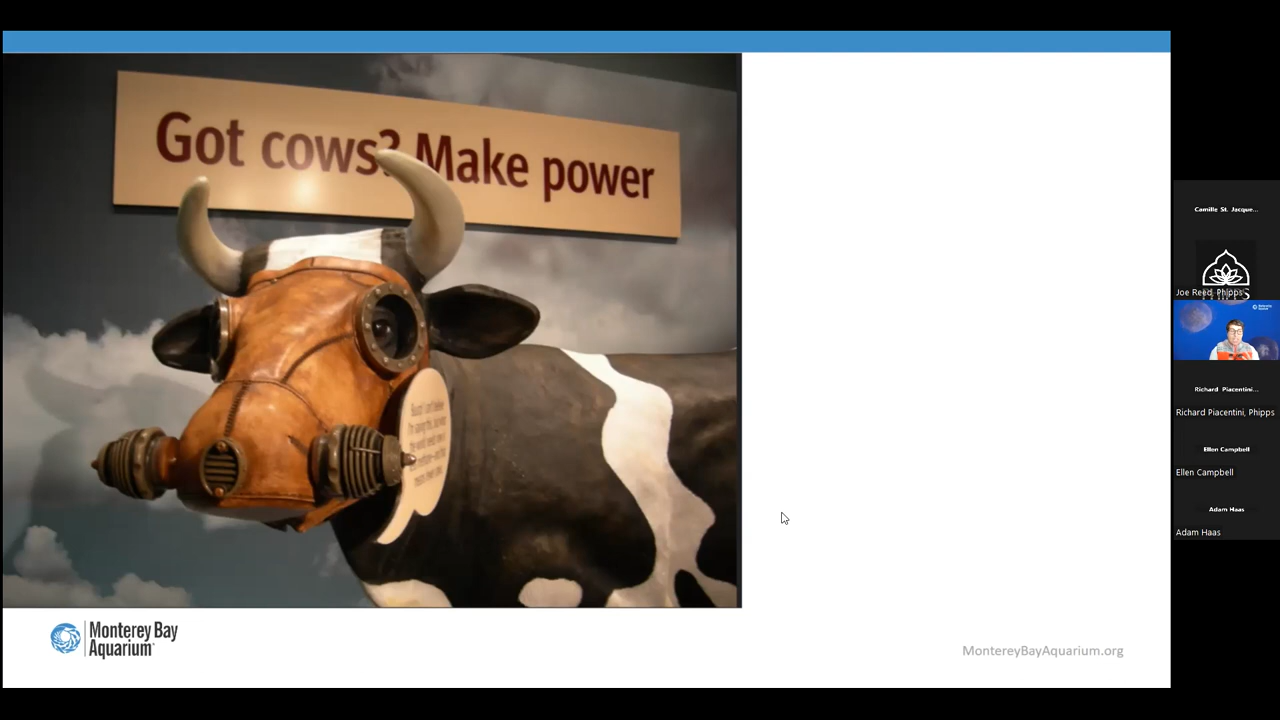 Got cows? Make power
Monterey Bay
Aquarium
MontereyBayAquarium.org
Camille St. Jacque...
Joe Reed, Phipps
Richard Piacentini...
Richard Piacentini, Phipps
Ellen Campbell
Ellen Campbell
Adam Haas
Adam Haas